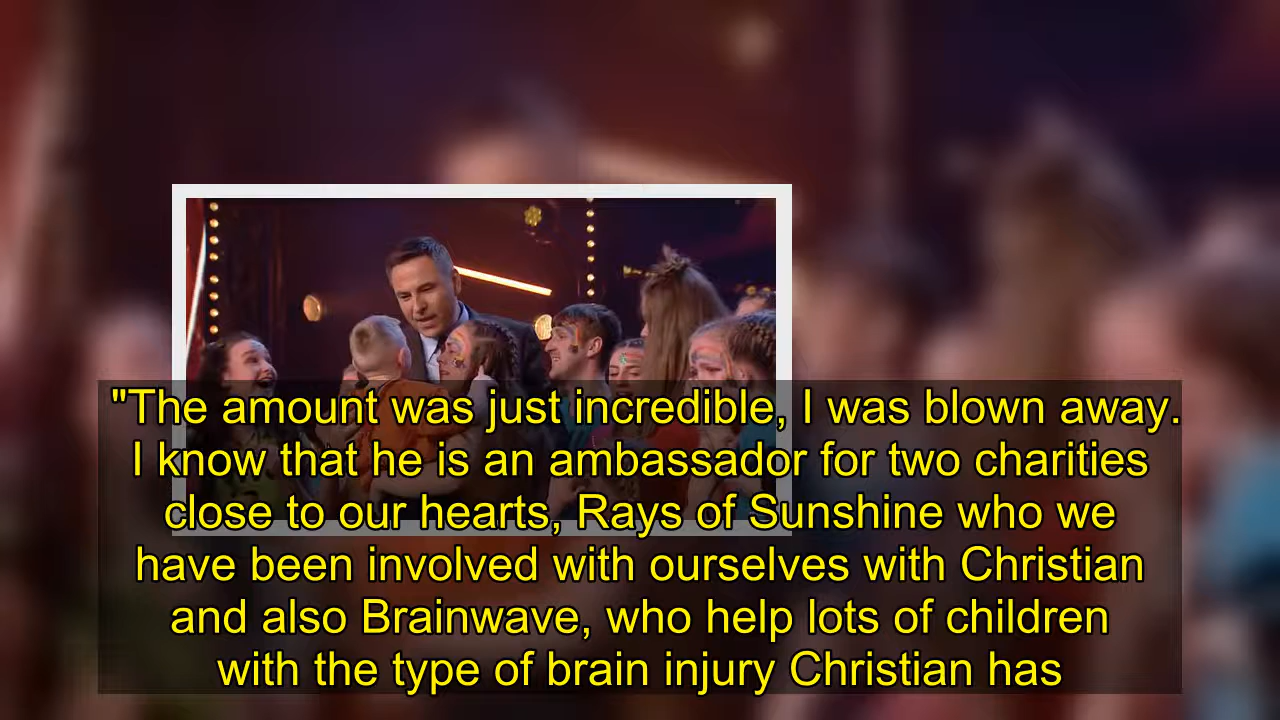 "The amount was just incredible, I was blown away.
I know that he is an ambassador for two charities
close to our hearts, Rays of Sunshine who we
have been involved with ourselves with Christian
and also Brainwave, who help lots of children
with the type of brain injury Christian has